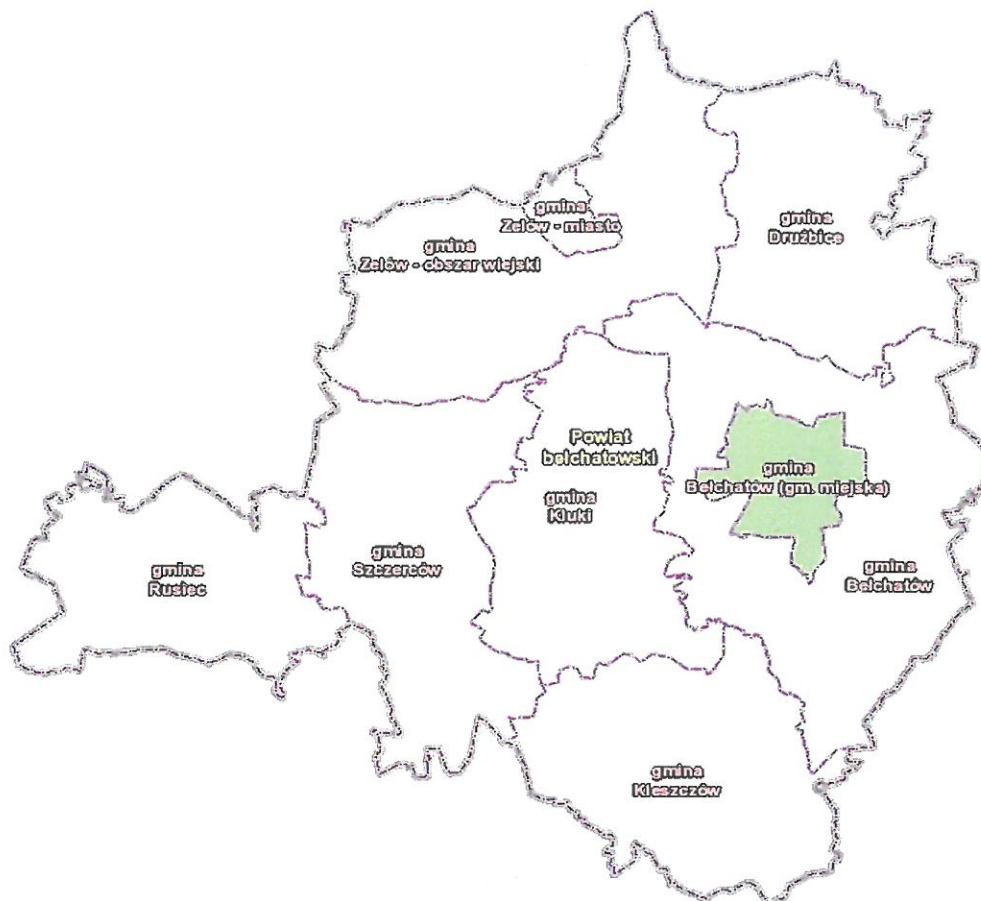 gmina
Zelów - miasto
gmina
Drużbice
gmina
Zelów - obszar wiejski
Powiat
bełchatowski
gmina
Bełchatów (gm. miejska)
gmina
Kluki
gmina
Szczerców
gmina
Rusiec
gmina
Bełchatów
gmina
Kleszczów